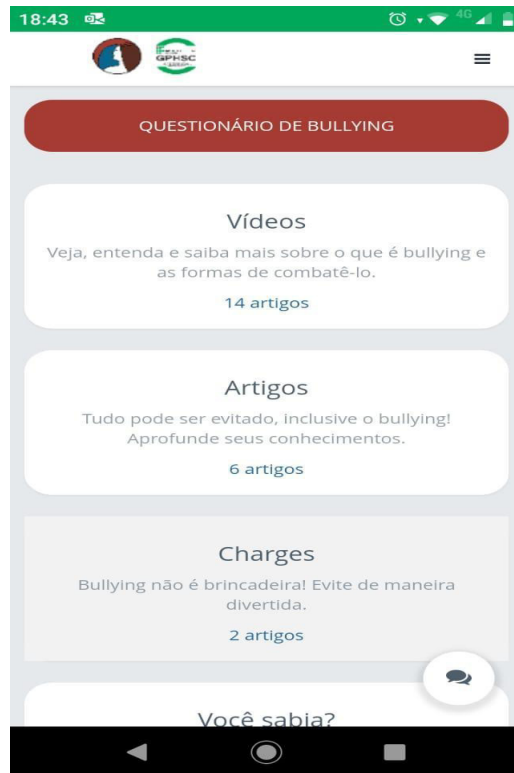 18:43
4G
GPHSC
QUESTIONÁRIO DE BULLYING
Vídeos
Veja, entenda e saiba mais sobre o que é bullying e
as formas de combatê-lo.
14 artigos
Artigos
Tudo pode ser evitado, inclusive o bullying!
Aprofunde seus conhecimentos.
6 artigos
Charges
Bullying não é brincadeira! Evite de maneira
divertida.
2 artigos
Você sabia?